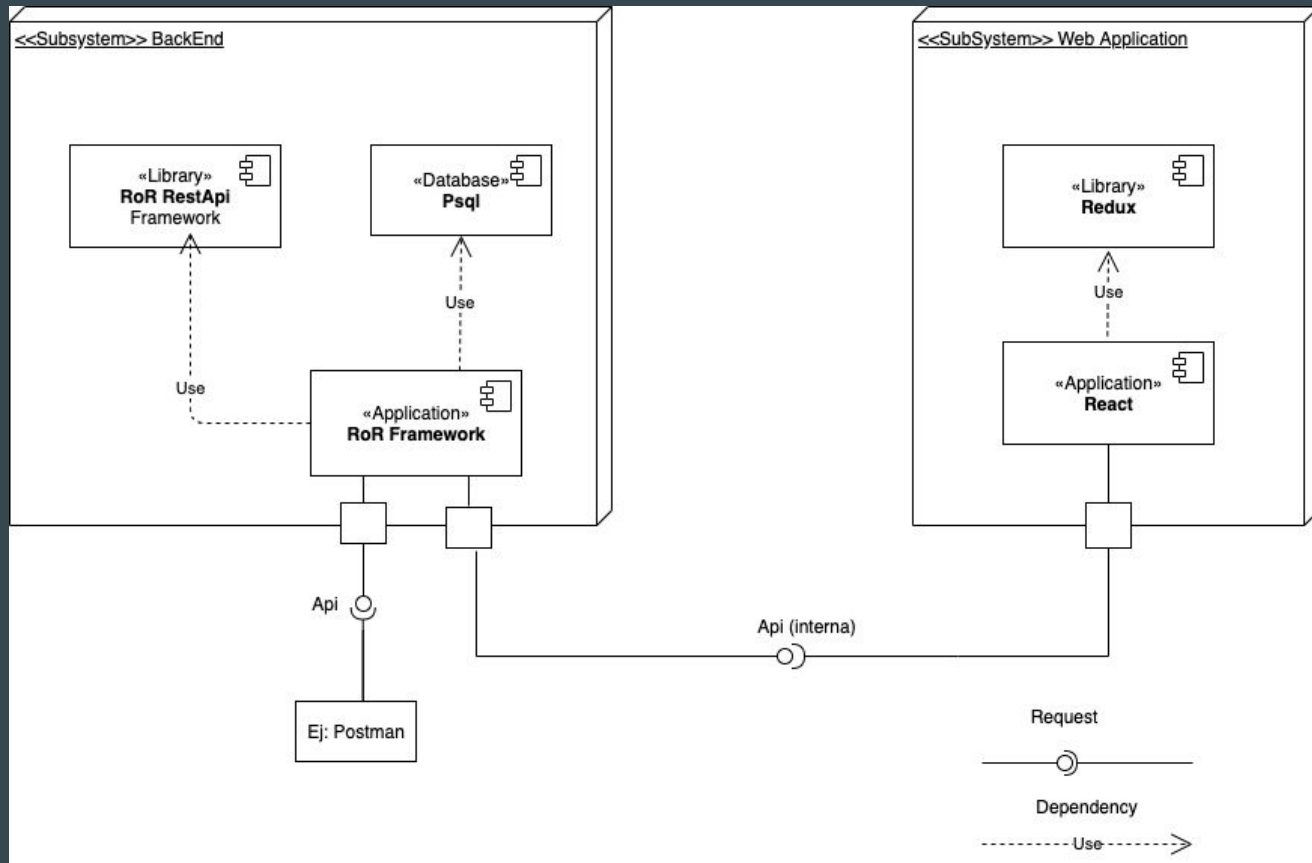 <<Subsystem>> BackEnd
«Library»
RoR RestApi
Framework
«Database»
Psql
Use
Use
«Application»
RoR Framework
Api
Ej: Postman
<<SubSystem>> Web Application
«Library»
Redux
Use
«Application»
React
Api (interna)
Request
Dependency
Use